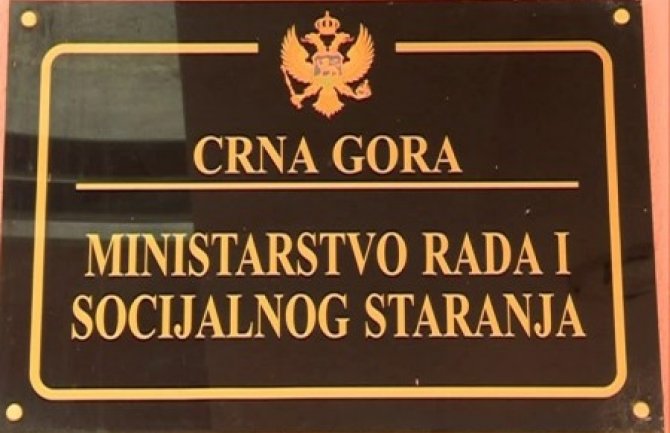 CRNA GORA
MINISTARSTVO RADA I
SOCIJALNOG STARANJA